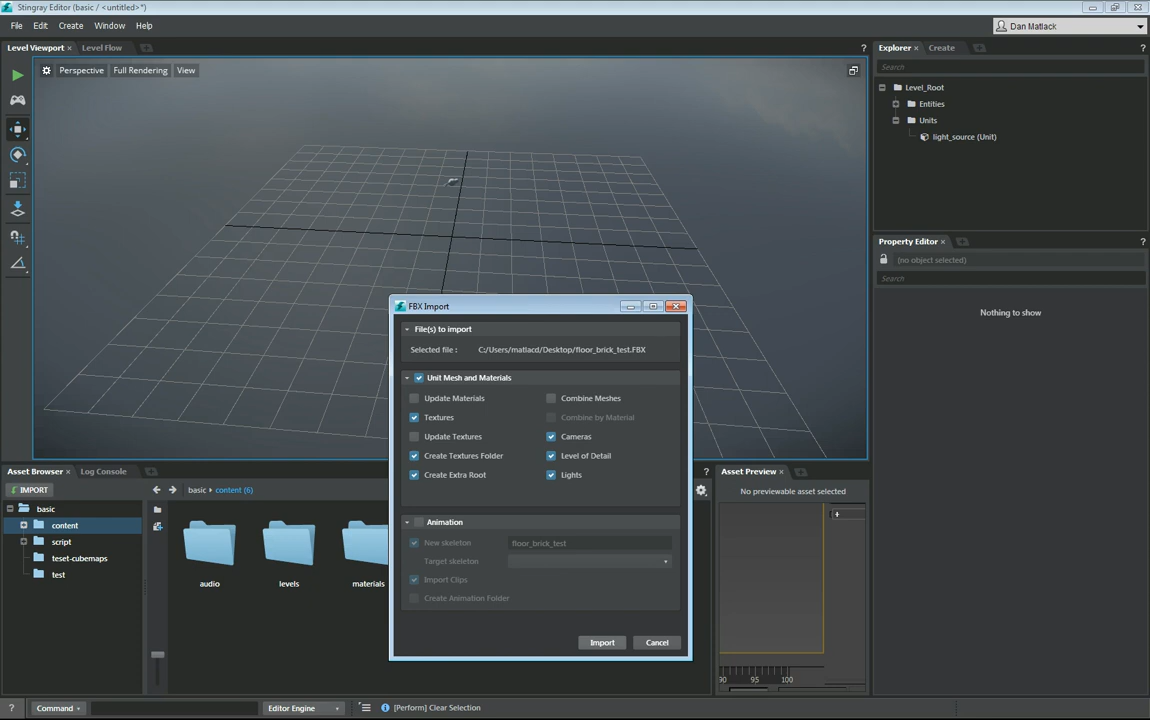 Stingray Editor (basic / <untitled>*)
File Edit Create Window Help
Dan Matlack
Level Viewport × Level Flow
?
Explorer × Create
?
Perspective Full Rendering View
Search
Level_Root
Entities
Units
light_source (Unit)
Property Editor ×
?
(no object selected)
Search
Nothing to show
FBX Import
File(s) to import
Selected file : C:/Users/matlacd/Desktop/floor_brick_test.FBX
Unit Mesh and Materials
Update Materials Combine Meshes
Textures Combine by Material
Update Textures Cameras
Create Textures Folder Level of Detail
Create Extra Root Lights
Animation
New skeleton floor_brick_test
Target skeleton
Import Clips
Create Animation Folder
Import Cancel
Asset Browser × Log Console
?
IMPORT
basic content (6)
basic
content
script
teset-cubemaps
test
audio levels materials
Asset Preview ×
No previewable asset selected
90 95 100
? Command Editor Engine [Perform] Clear Selection